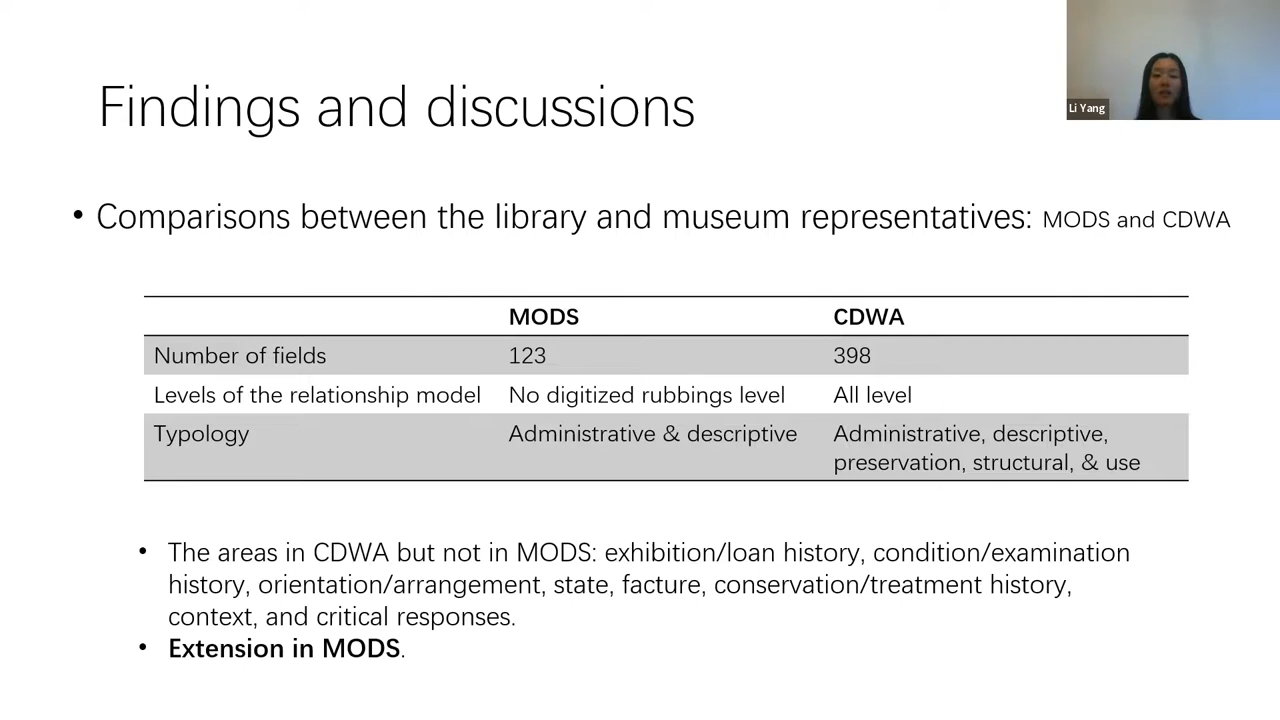 Li Yang
Findings and discussions
• Comparisons between the library and museum representatives: MODS and CDWA
MODS CDWA
Number of fields 123 398
Levels of the relationship model No digitized rubbings level All level
Typology Administrative & descriptive Administrative, descriptive,
preservation, structural, & use
• The areas in CDWA but not in MODS: exhibition/loan history, condition/examination
history, orientation/arrangement, state, facture, conservation/treatment history,
context, and critical responses.
• Extension in MODS.